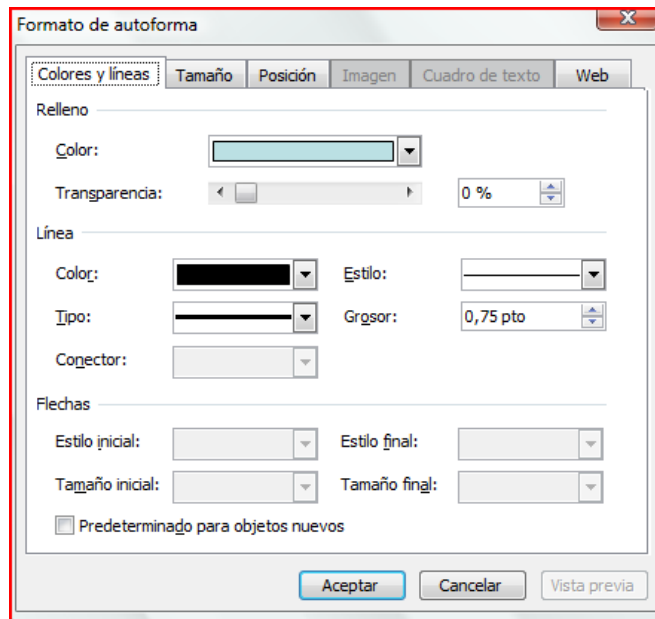 Formato de autoforma
Colores y líneas Tamaño Posición Imagen Cuadro de texto Web
Relleno
Color:
Transparencia: 0 %
Línea
Color: Estilo:
Tipo: Grosor: 0,75 pto
Conector:
Flechas
Estilo inicial: Estilo final:
Tamaño inicial: Tamaño final:
Predeterminado para objetos nuevos
Aceptar Cancelar Vista previa